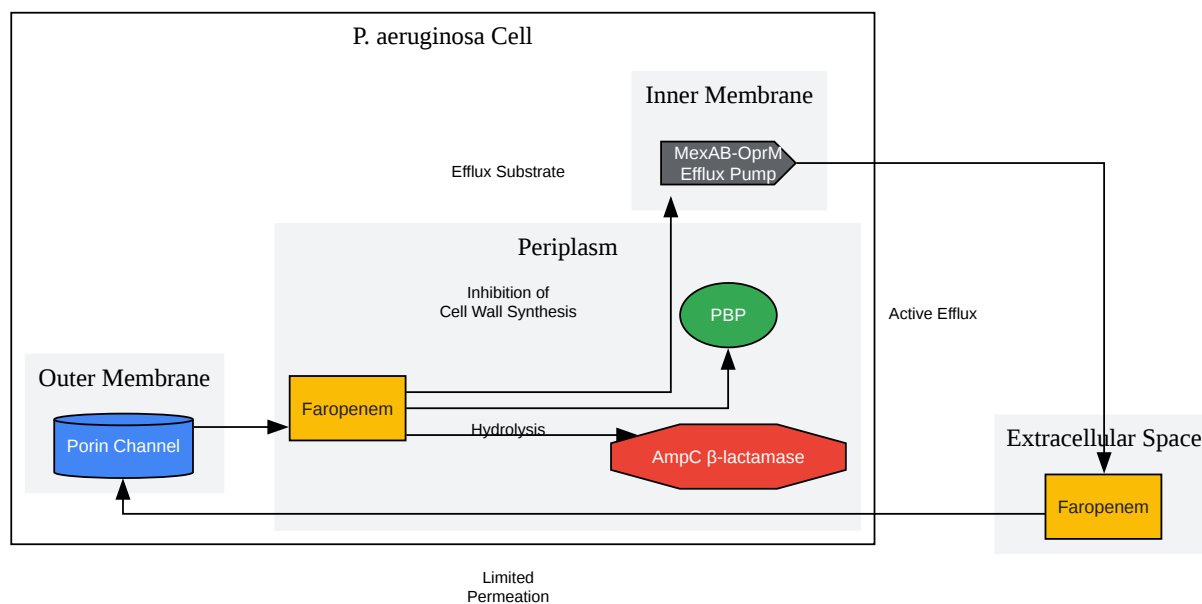 P. aeruginosa Cell
Inner Membrane
MexAB-OprM
Efflux Pump
Efflux Substrate
Periplasm
Inhibition of
Cell Wall Synthesis
PBP
Active Efflux
Outer Membrane
Porin Channel
Faropenem
Hydrolysis
AmpC β-lactamase
Extracellular Space
Faropenem
Limited
Permeation